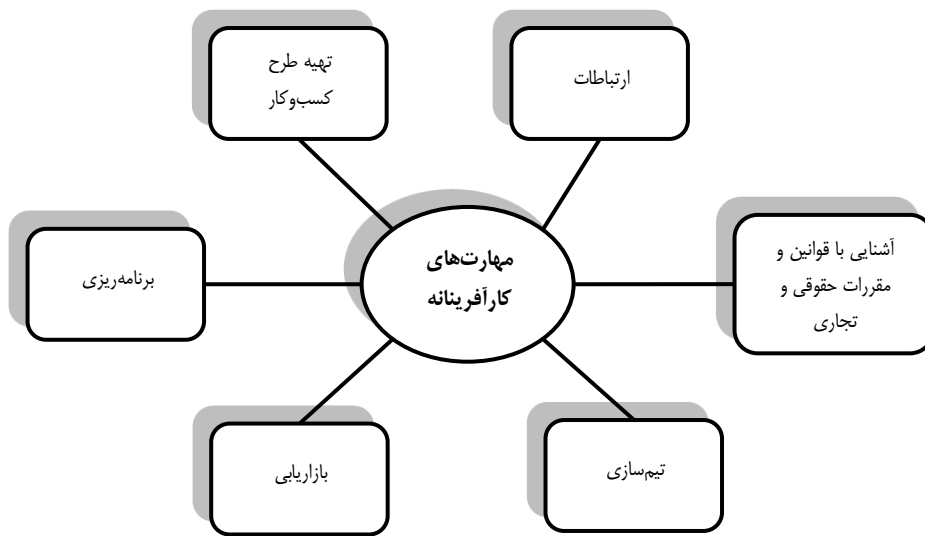 تهیه طرح
کسب‌وکار
ارتباطات
مهارت‌های
کارآفرینانه
آشنایی با قوانین و
مقررات حقوقی و
تجاری
برنامه‌ریزی
بازاریابی
تیم‌سازی